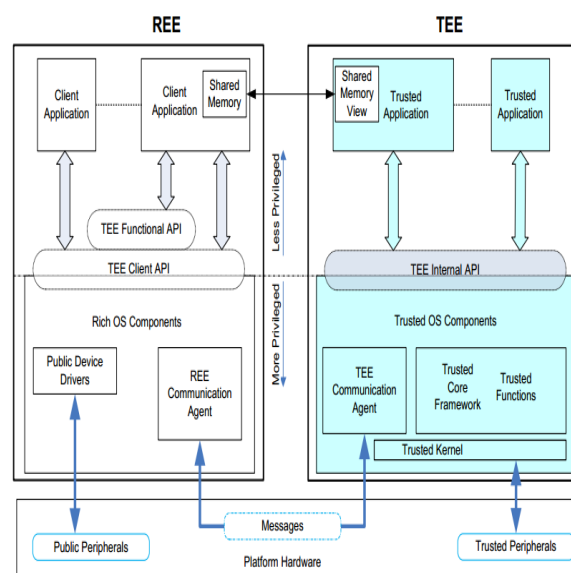 REE
TEE
Client
Application
Client
Application
Shared
Memory
Shared
Memory
View
Trusted
Application
Trusted
Application
Less Privileged
TEE Functional API
TEE Client API
TEE Internal API
More Privileged
Rich OS Components
Trusted OS Components
Public Device
Drivers
REE
Communication
Agent
TEE
Communication
Agent
Trusted
Core
Framework
Trusted
Functions
Trusted Kernel
Messages
Public Peripherals
Trusted Peripherals
Platform Hardware